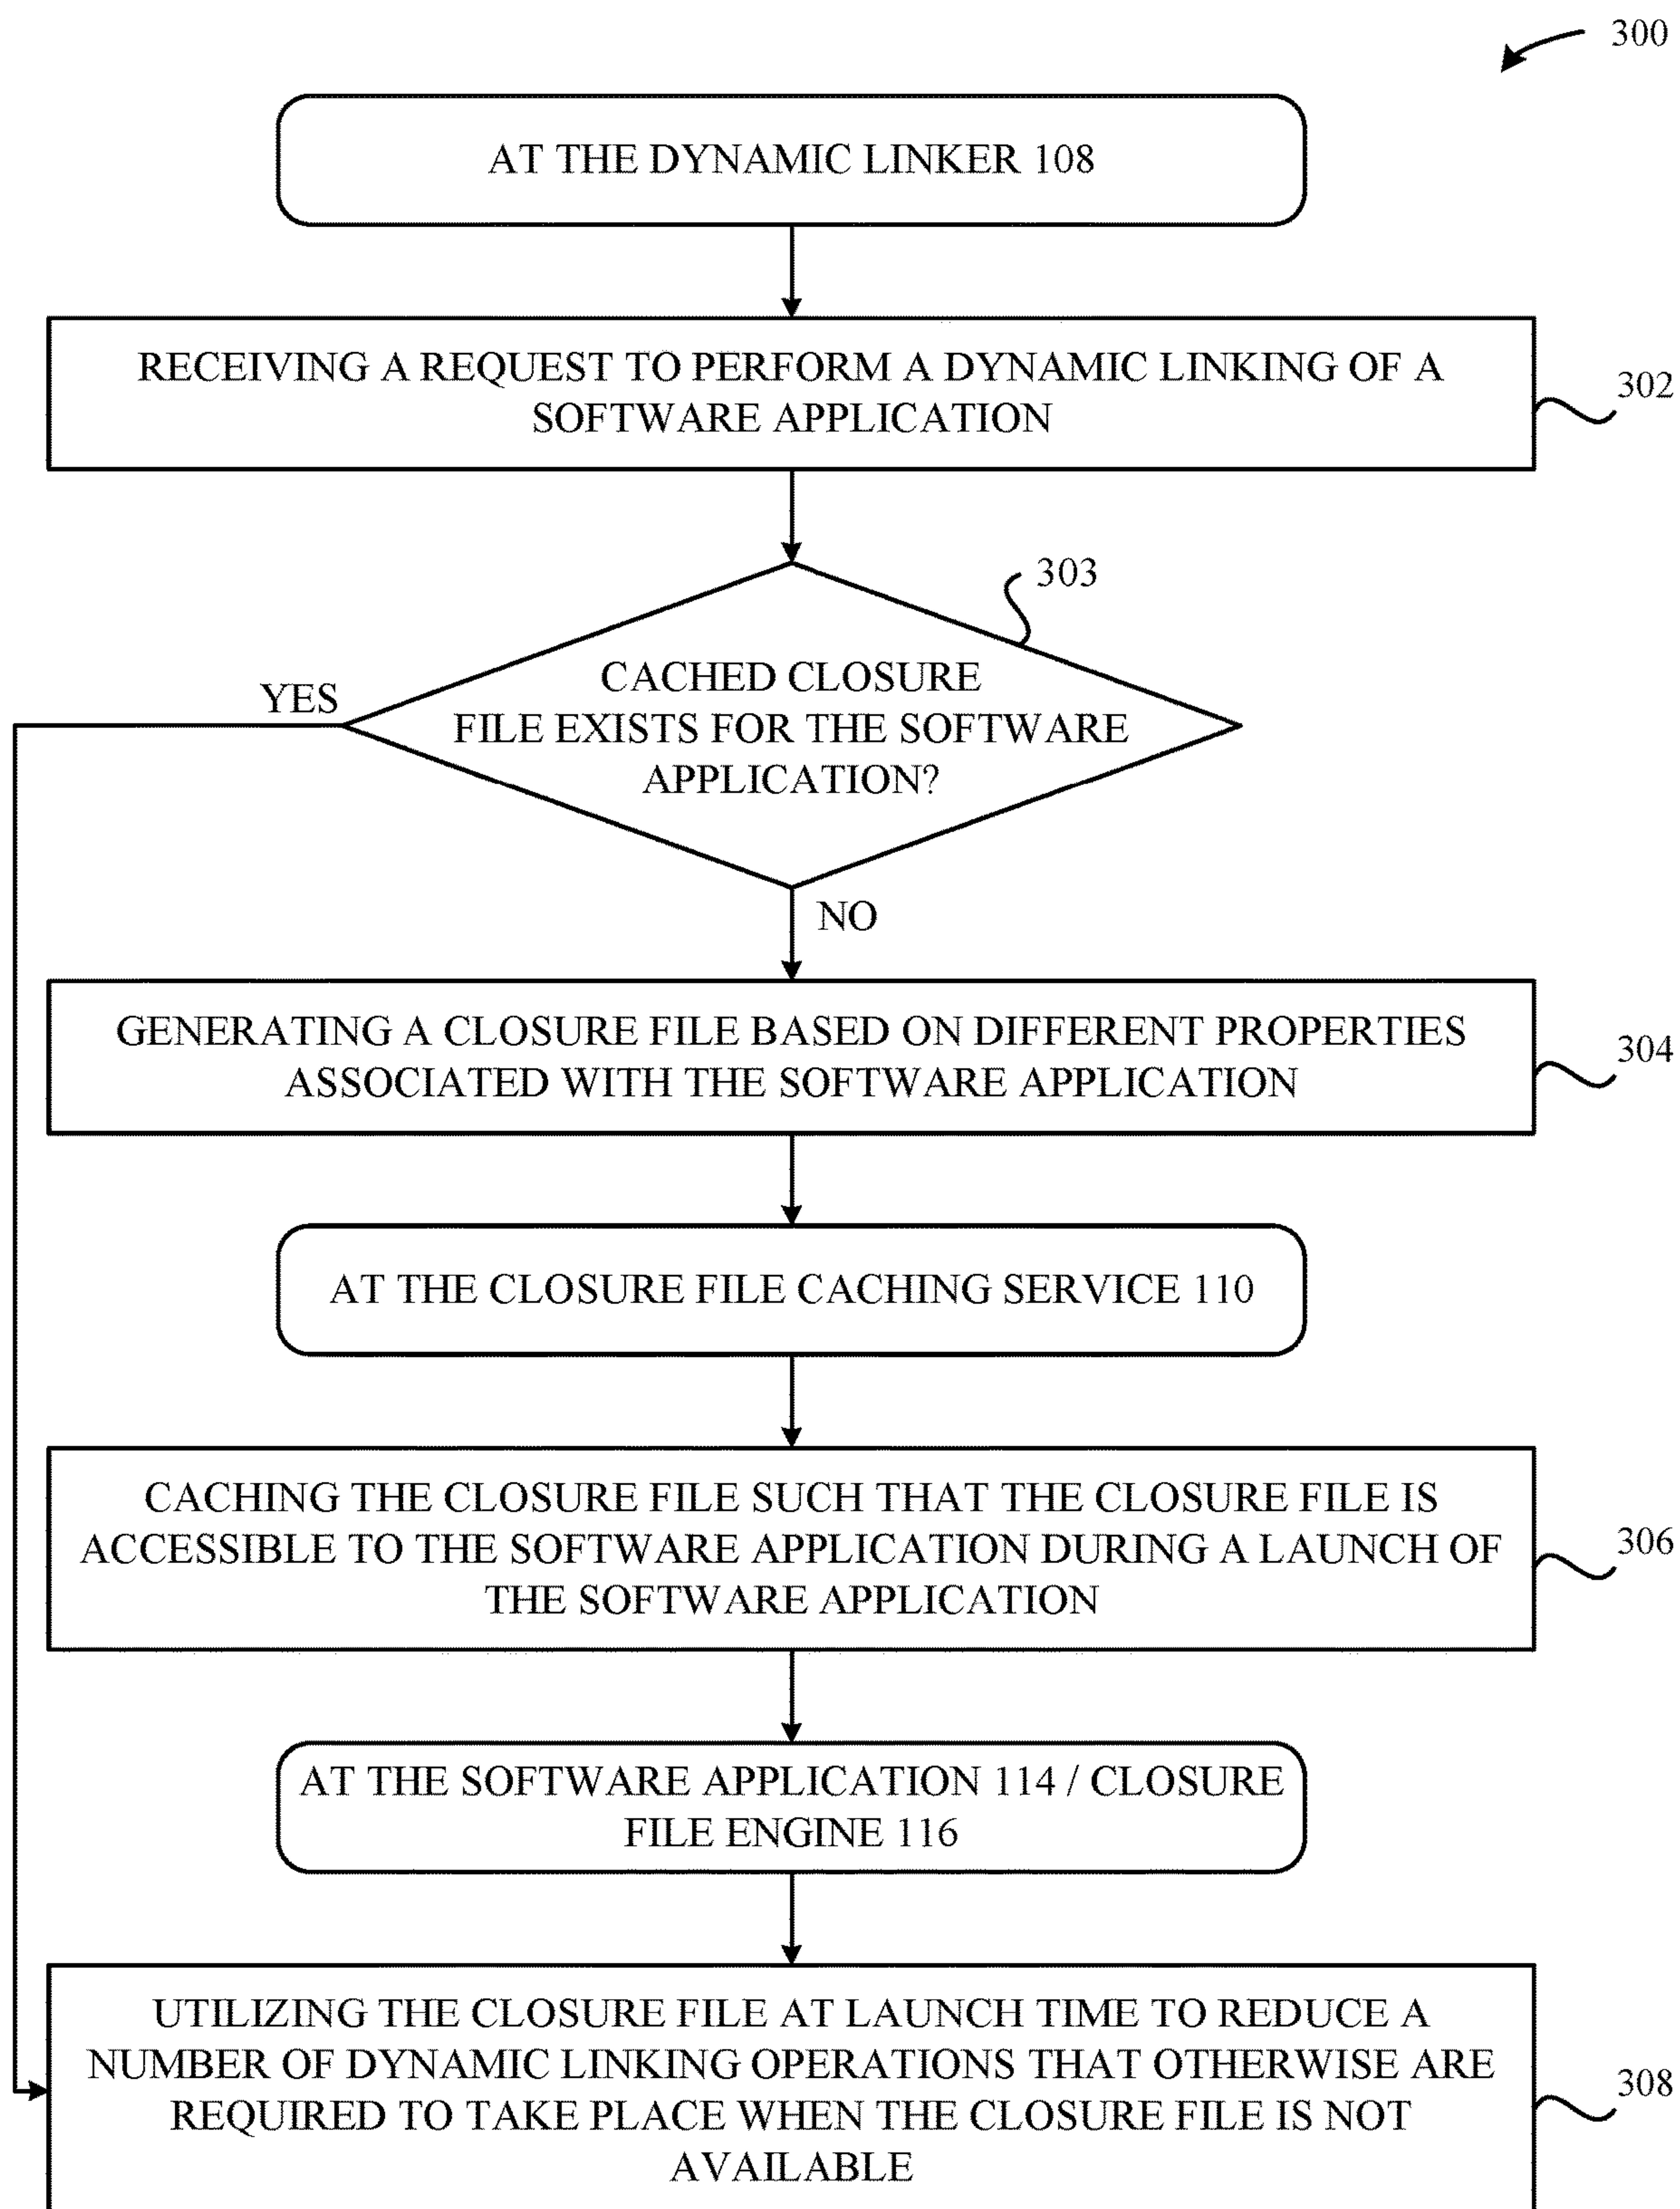 300
AT THE DYNAMIC LINKER 108
RECEIVING A REQUEST TO PERFORM A DYNAMIC LINKING OF A
SOFTWARE APPLICATION
302
303
CACHED CLOSURE
FILE EXISTS FOR THE SOFTWARE
APPLICATION?
YES
NO
GENERATING A CLOSURE FILE BASED ON DIFFERENT PROPERTIES
ASSOCIATED WITH THE SOFTWARE APPLICATION
304
AT THE CLOSURE FILE CACHING SERVICE 110
CACHING THE CLOSURE FILE SUCH THAT THE CLOSURE FILE IS
ACCESSIBLE TO THE SOFTWARE APPLICATION DURING A LAUNCH OF
THE SOFTWARE APPLICATION
306
AT THE SOFTWARE APPLICATION 114 / CLOSURE
FILE ENGINE 116
UTILIZING THE CLOSURE FILE AT LAUNCH TIME TO REDUCE A
NUMBER OF DYNAMIC LINKING OPERATIONS THAT OTHERWISE ARE
REQUIRED TO TAKE PLACE WHEN THE CLOSURE FILE IS NOT
AVAILABLE
308